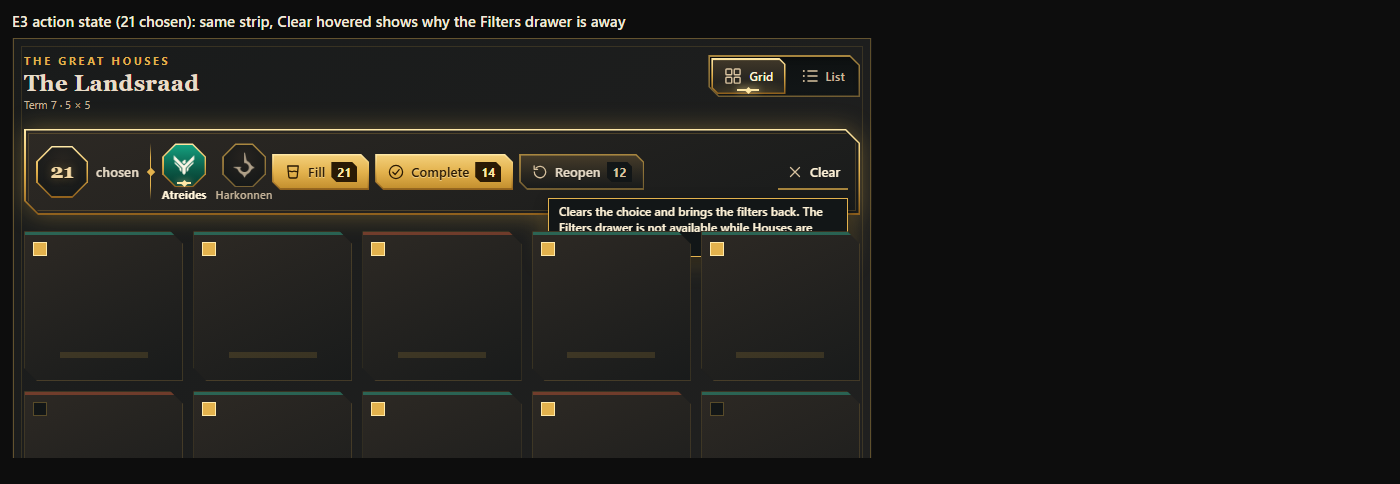 E3 action state (21 chosen): same strip, Clear hovered shows why the Filters drawer is away
THE GREAT HOUSES
The Landsraad
Term 7 · 5 × 5
Grid
List
21 chosen
Atreides
Harkonnen
Fill 21
Complete 14
Reopen 12
Clear
Clears the choice and brings the filters back. The
Filters drawer is not available while Houses are